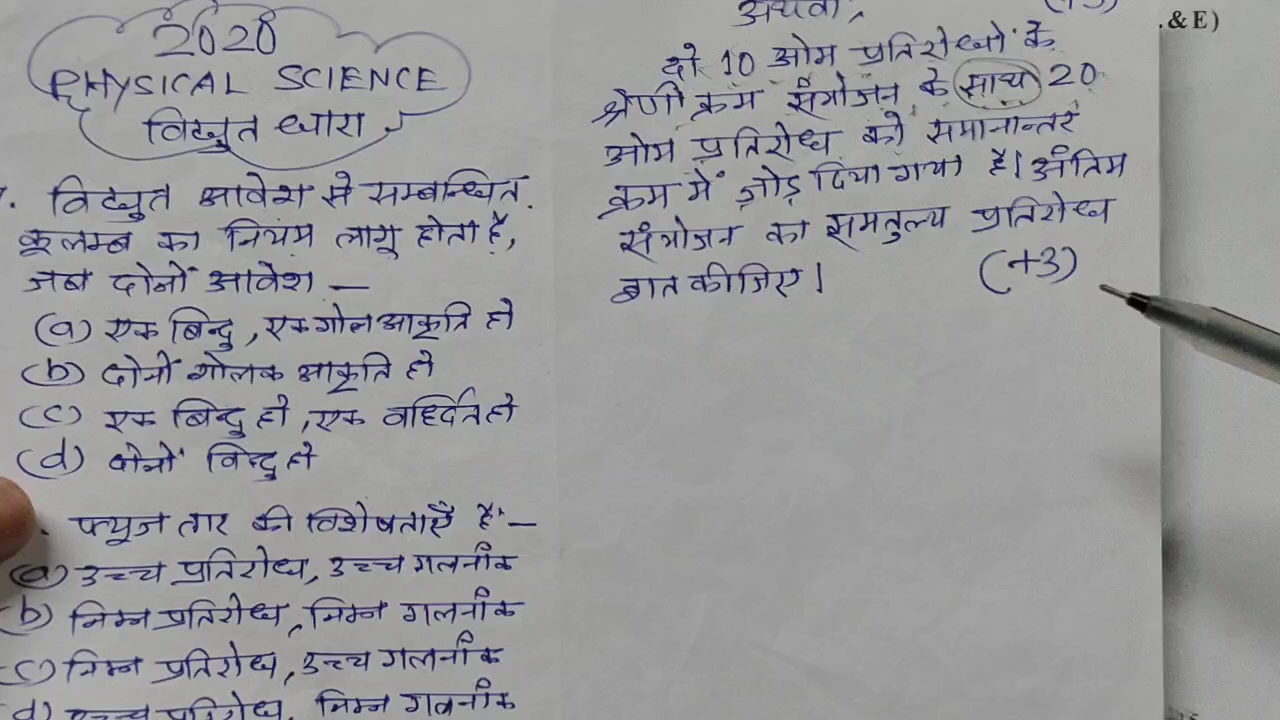 2020
PHYSICAL SCIENCE
विद्युत धारा
. विद्युत आवेश से सम्बन्धित
कूलम्ब का नियम लागू होता है,
जब दोनों आवेश —
(a) एक बिन्दु, एक गोल आकृति हो
(b) दोनों गोलक आकृति हो
(c) एक बिन्दु हो, एक हो
(d) दोनों बिन्दु हो
. फ्यूज तार की विशेषताएँ हैं —
(a) उच्च प्रतिरोध, उच्च गलनांक
(b) निम्न प्रतिरोध, निम्न गलनांक
(c) निम्न प्रतिरोध, उच्च गलनांक
(d) उच्च प्रतिरोध, निम्न गलनांक
अथवा,
दो 10 ओम प्रतिरोधों के
श्रेणी क्रम संयोजन के साथ 20
ओम प्रतिरोध को समानान्तर
क्रम में जोड़ दिया गया है। अंतिम
संयोजन का समतुल्य प्रतिरोध
ज्ञात कीजिए। (+3)
.& E)